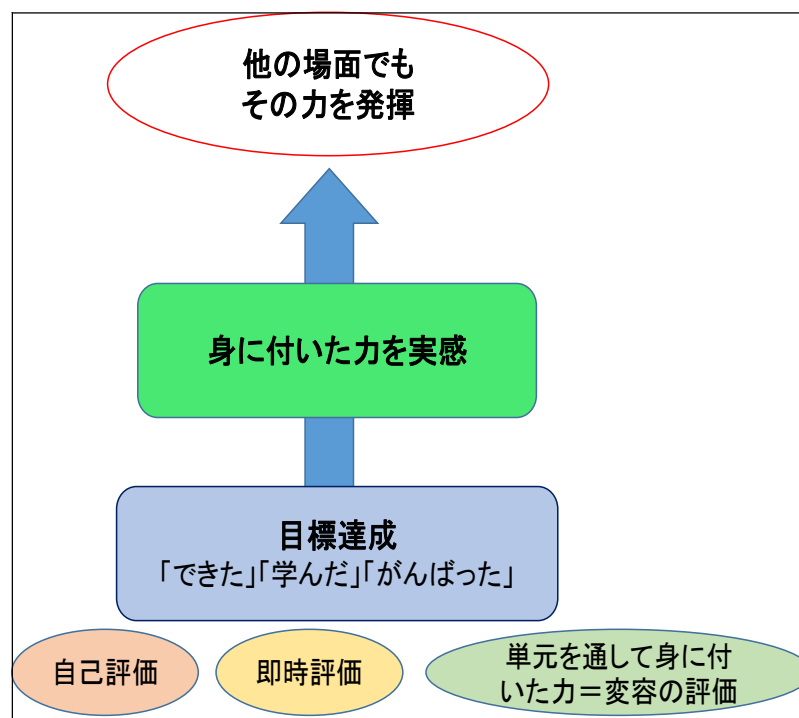 他の場面でも
その力を発揮
身に付いた力を実感
目標達成
「できた」「学んだ」「がんばった」
自己評価
即時評価
単元を通して身に付
いた力＝変容の評価